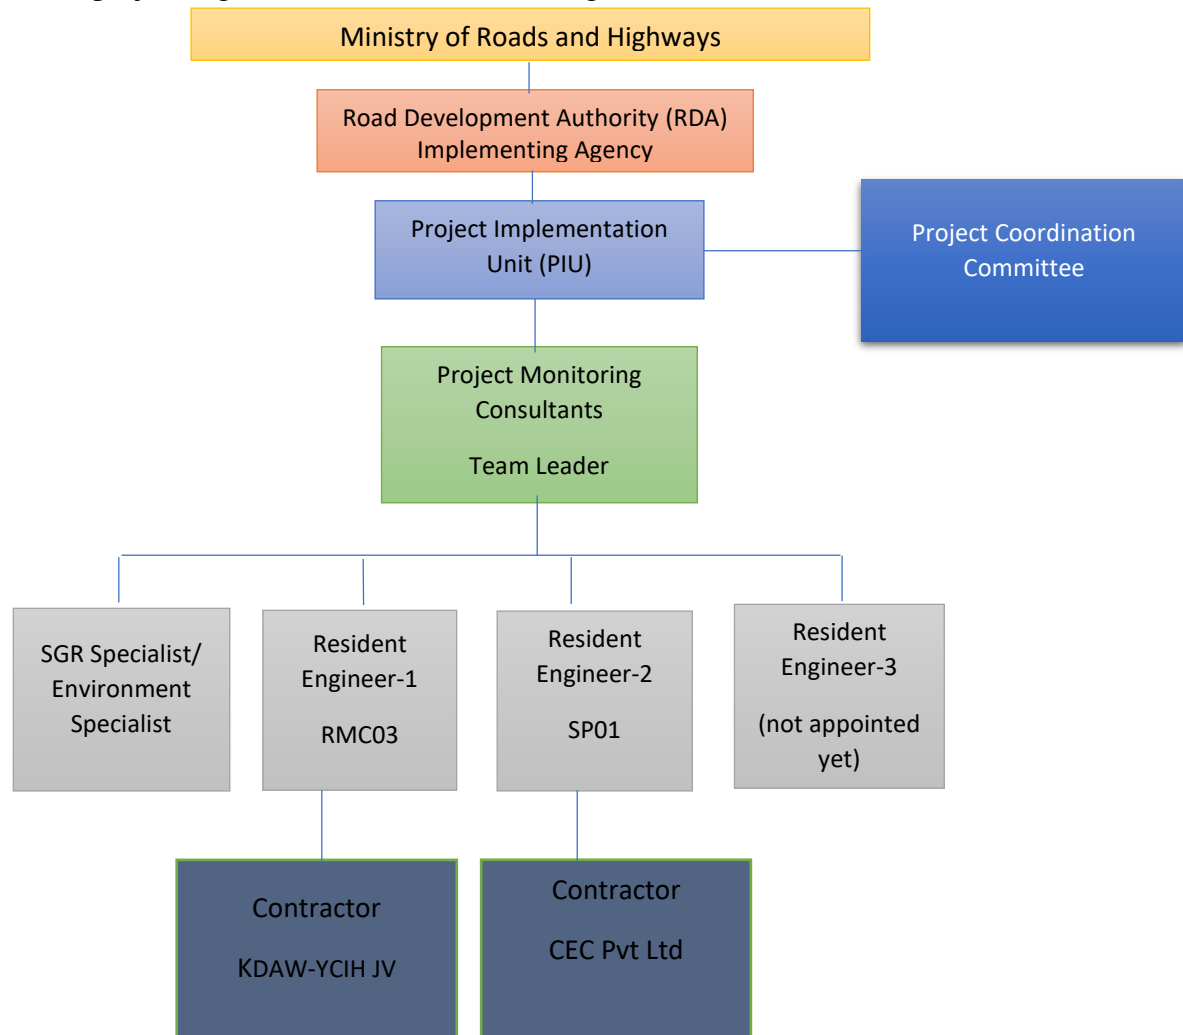 Ministry of Roads and Highways
Road Development Authority (RDA)
Implementing Agency
Project Implementation
Unit (PIU)
Project Coordination
Committee
Project Monitoring
Consultants
Team Leader
SGR Specialist/
Environment
Specialist
Resident
Engineer-1
RMC03
Resident
Engineer-2
SP01
Resident
Engineer-3
(not appointed
yet)
Contractor
KDAW-YCIH JV
Contractor
CEC Pvt Ltd